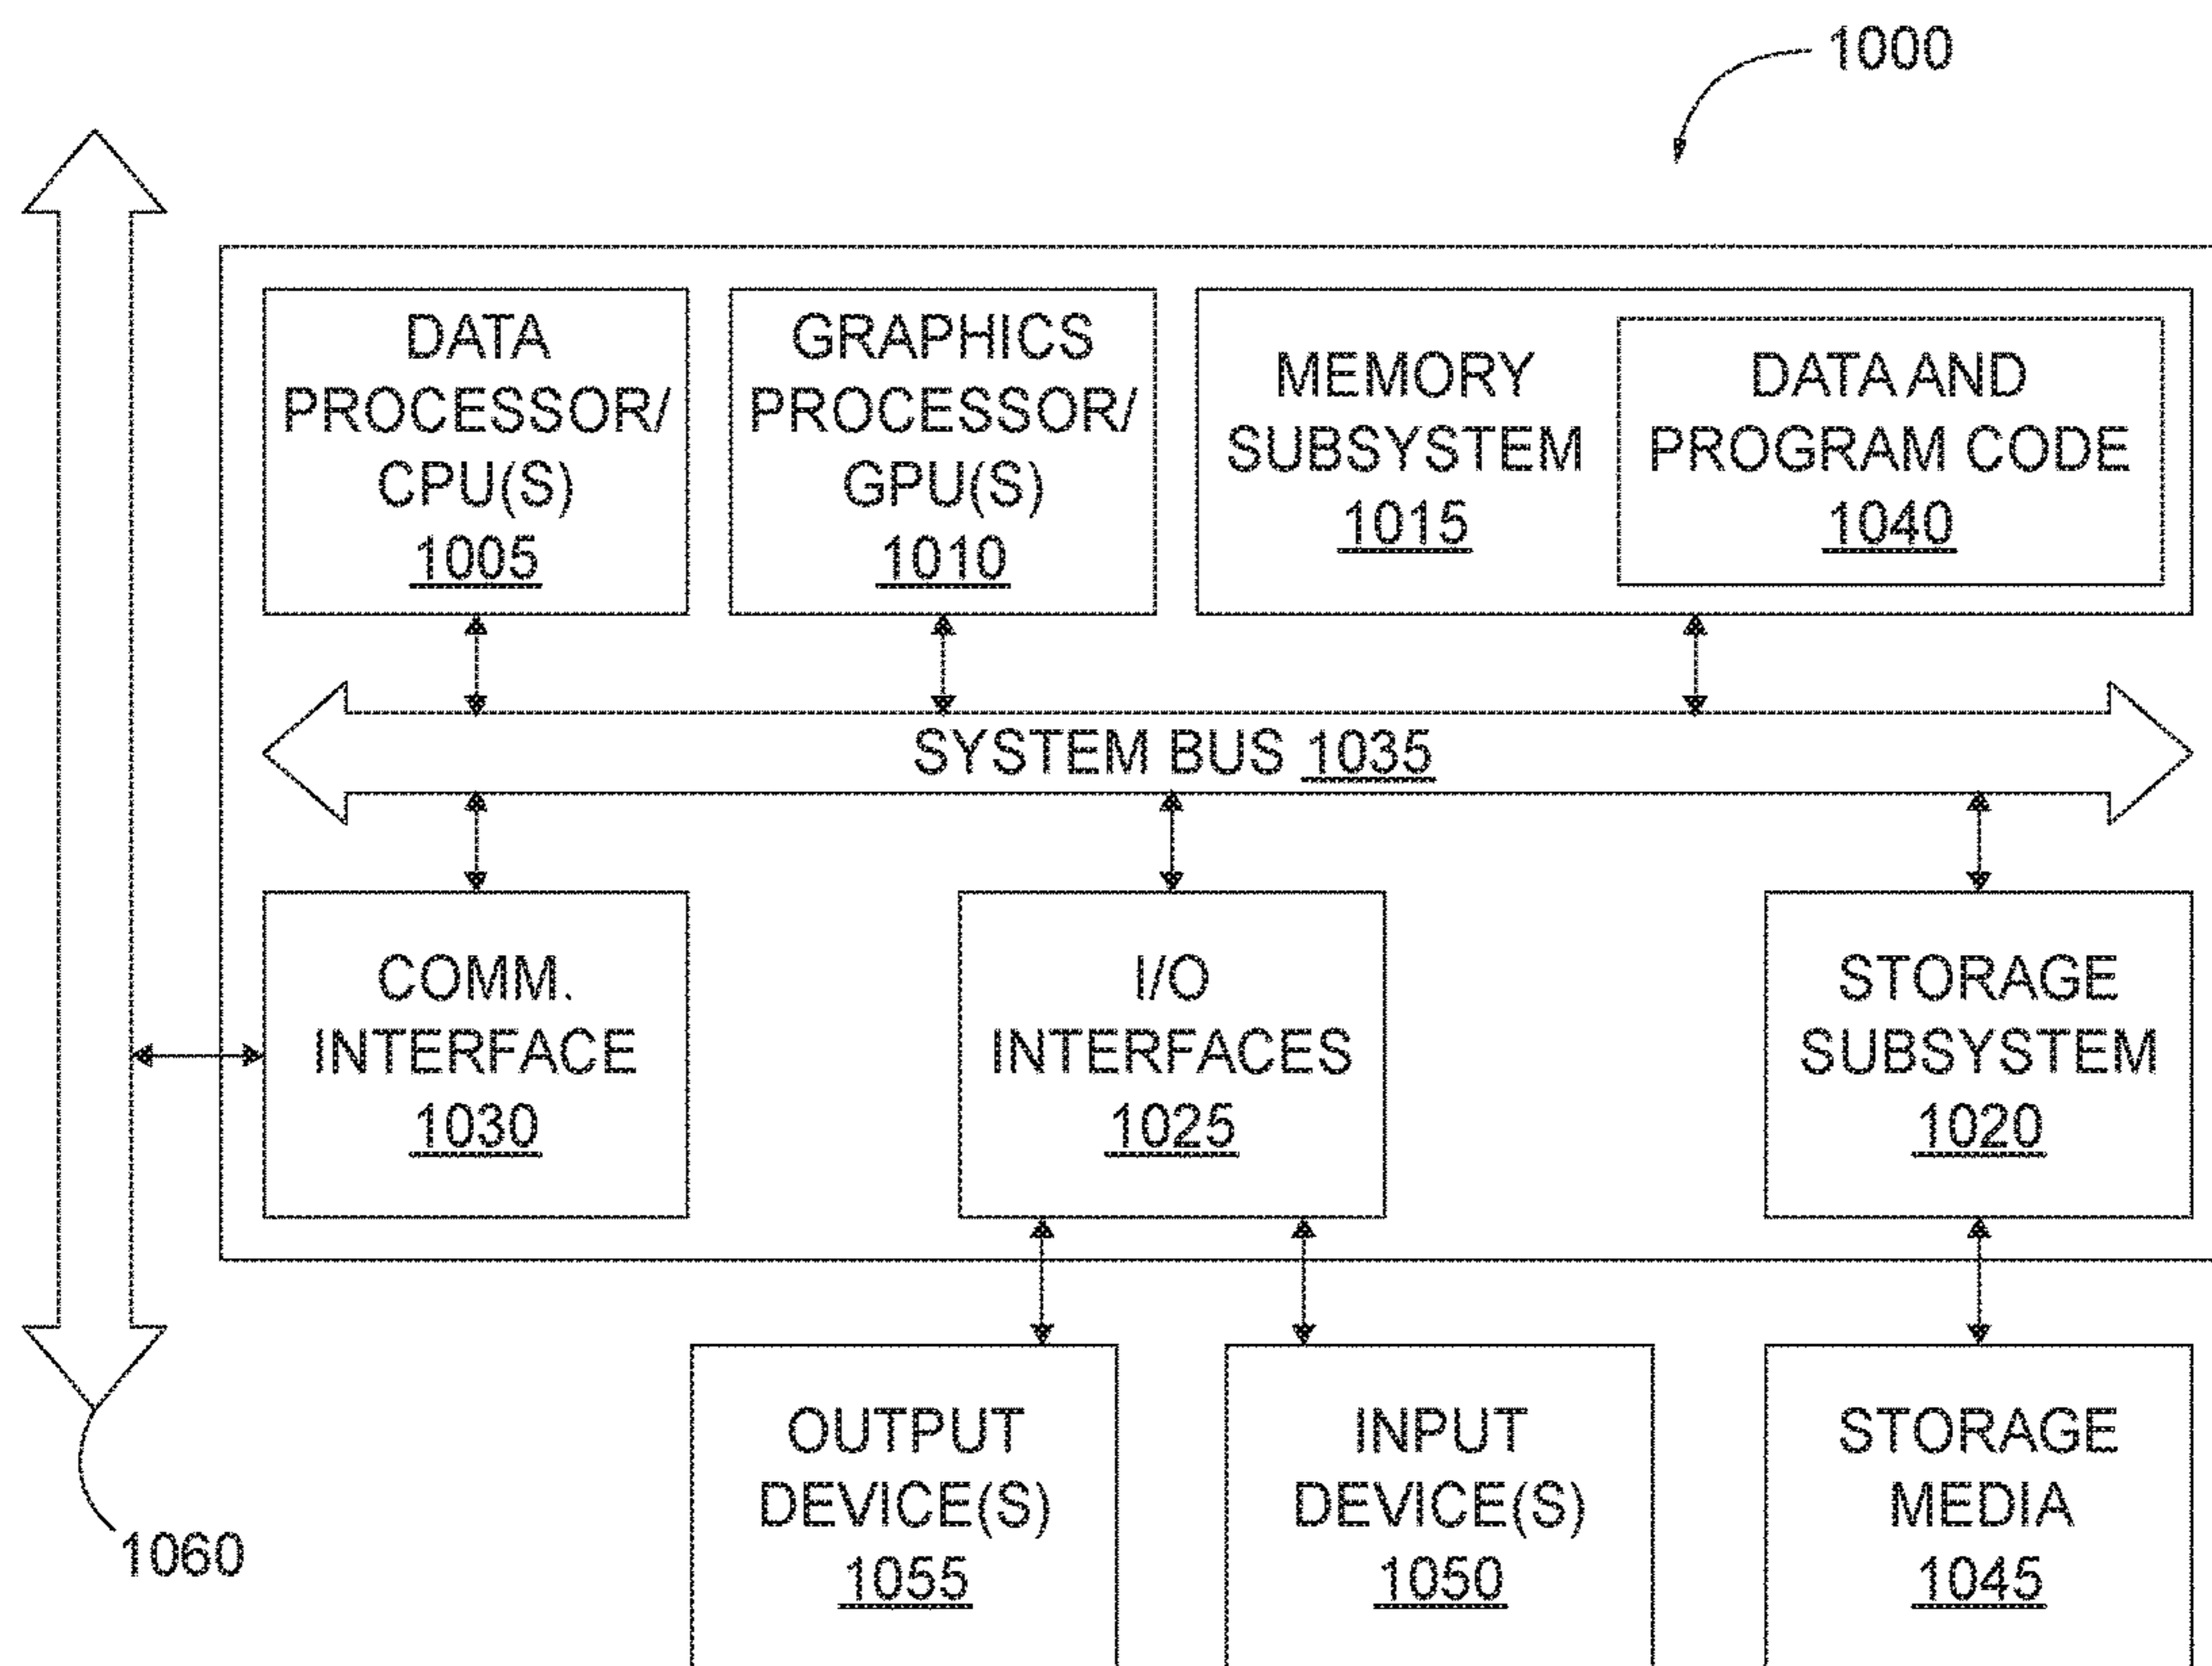 1000
DATA
PROCESSOR/
CPU(S)
1005
GRAPHICS
PROCESSOR/
GPU(S)
1010
MEMORY
SUBSYSTEM
1015
DATA AND
PROGRAM CODE
1040
SYSTEM BUS 1035
COMM.
INTERFACE
1030
I/O
INTERFACES
1025
STORAGE
SUBSYSTEM
1020
OUTPUT
DEVICE(S)
1055
INPUT
DEVICE(S)
1050
STORAGE
MEDIA
1045
1060